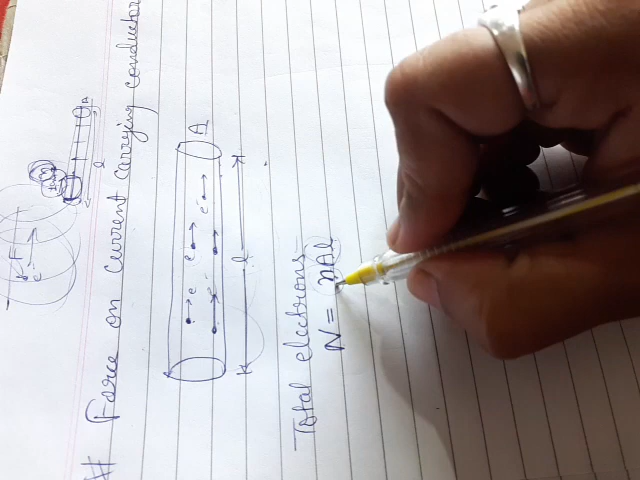 # Force on current carrying conductor
A
e e e
l
Total electrons-
N = nAl